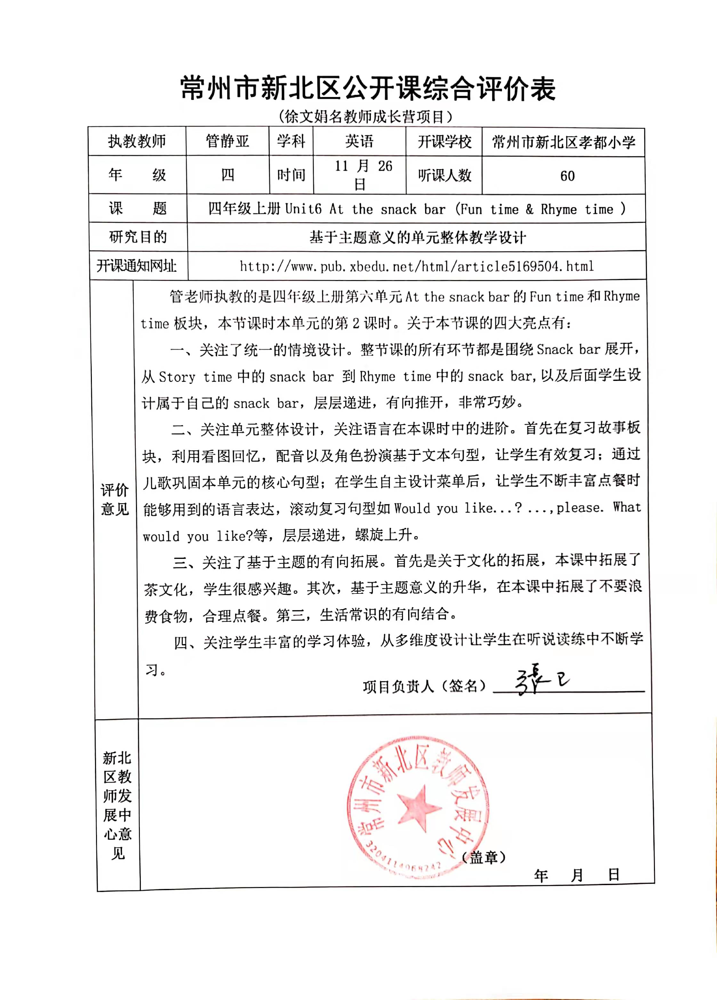 常州市新北区公开课综合评价表
（徐文娟名教师成长营项目）
执教教师 管静亚 学科 英语 开课学校 常州市新北区孝都小学
年 级 四 时间 11 月 26 日 听课人数 60
课 题 四年级上册 Unit6 At the snack bar (Fun time & Rhyme time )
研究目的 基于主题意义的单元整体教学设计
开课通知网址 http://www.pub.xbedu.net/html/article5169504.html
评价意见
管老师执教的是四年级上册第六单元 At the snack bar 的 Fun time 和 Rhyme
time 板块，本节课时本单元的第 2 课时。关于本节课的四大亮点有：
一、关注了统一的情境设计。整节课的所有环节都是围绕 Snack bar 展开，
从 Story time 中的 snack bar 到 Rhyme time 中的 snack bar, 以及后面学生设
计属于自己的 snack bar，层层递进，有向推开，非常巧妙。
二、关注单元整体设计，关注语言在本课时中的进阶。首先在复习故事板
块，利用看图回忆，配音以及角色扮演基于文本句型，让学生有效复习；通过
儿歌巩固本单元的核心句型；在学生自主设计菜单后，让学生不断丰富点餐时
能够用到的语言表达，滚动复习句型如 Would you like...? ...,please. What
would you like?等，层层递进，螺旋上升。
三、关注了基于主题的有向拓展。首先是关于文化的拓展，本课中拓展了
茶文化，学生很感兴趣。其次，基于主题意义的升华，在本课中拓展了不要浪
费食物，合理点餐。第三，生活常识的有向结合。
四、关注学生丰富的学习体验，从多维度设计让学生在听说读练中不断学
习。
项目负责人（签名）
新北区教师发展中心意见
常州市新北区教师发展中心
3204114068242
（盖章）
年 月 日